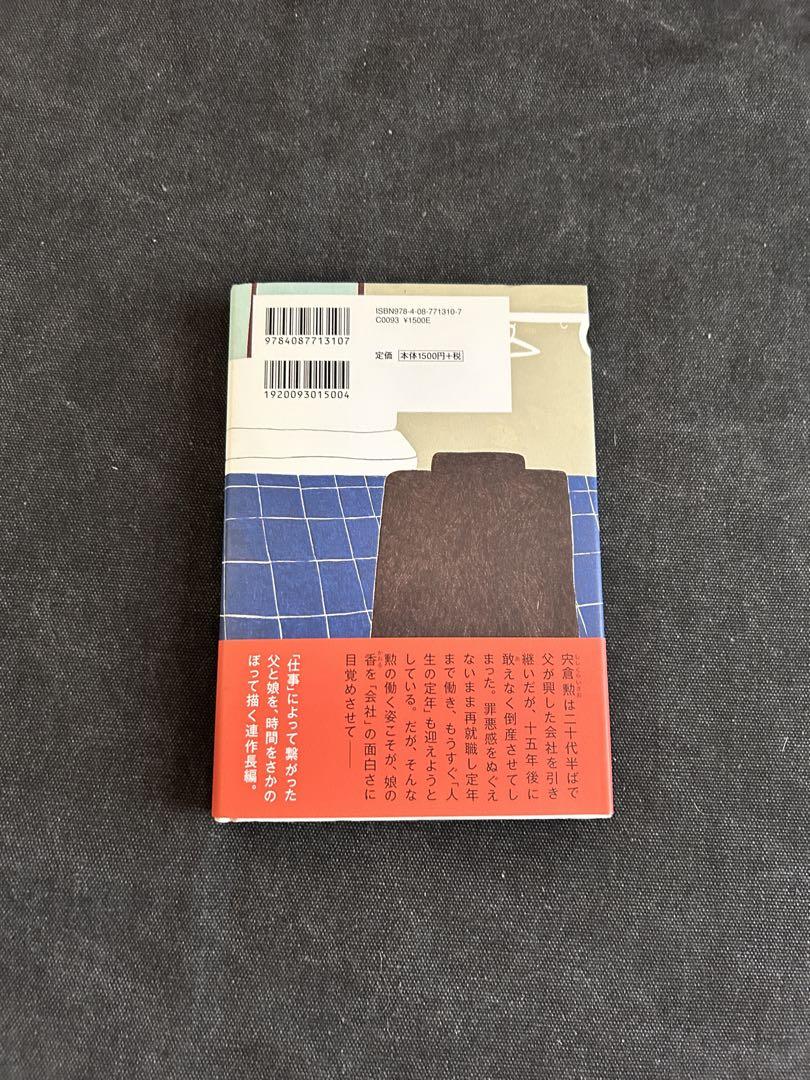 ISBN978-4-08-771310-7
C0093 ¥1500E
9784087713107
定価 本体1500円+税
1920093015004
宍倉勲は二十代半ばで
父が興した会社を引き
継いだが、十五年後に
敢えなく倒産させてし
まった。罪悪感をぬぐえ
ないまま再就職し定年
まで働き、もうすぐ「人
生の定年」も迎えようと
している。だが、そんな
勲の働く姿こそが、娘の
香を「会社」の面白さに
目覚めさせて――
「仕事」によって繋がった
父と娘を、時間をさかの
ぼって描く連作長編。